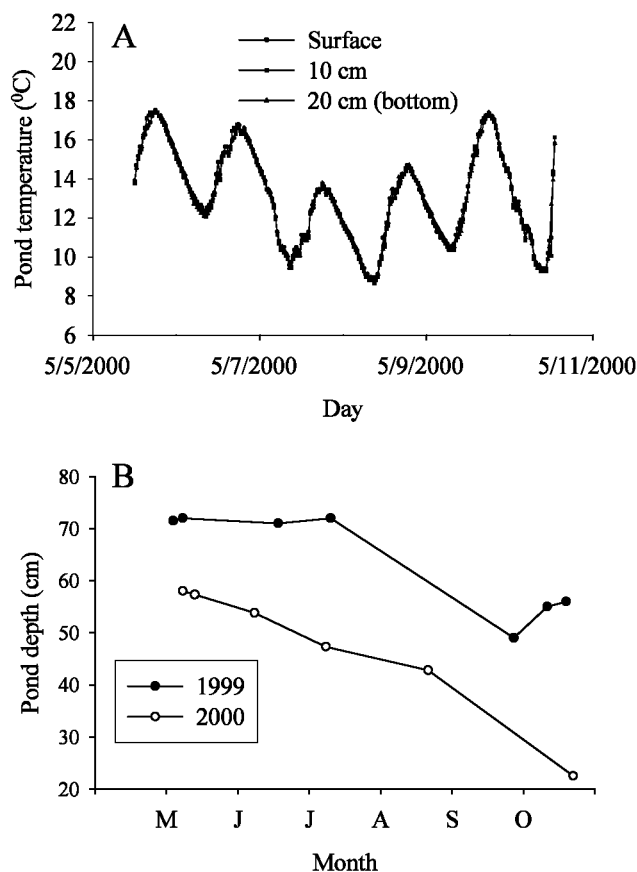 A
Surface
10 cm
20 cm (bottom)
Pond temperature (⁰C)
22
20
18
16
14
12
10
8
6
5/5/2000 5/7/2000 5/9/2000 5/11/2000
Day
B
Pond depth (cm)
80
70
60
50
40
30
20
1999
2000
M J J A S O
Month